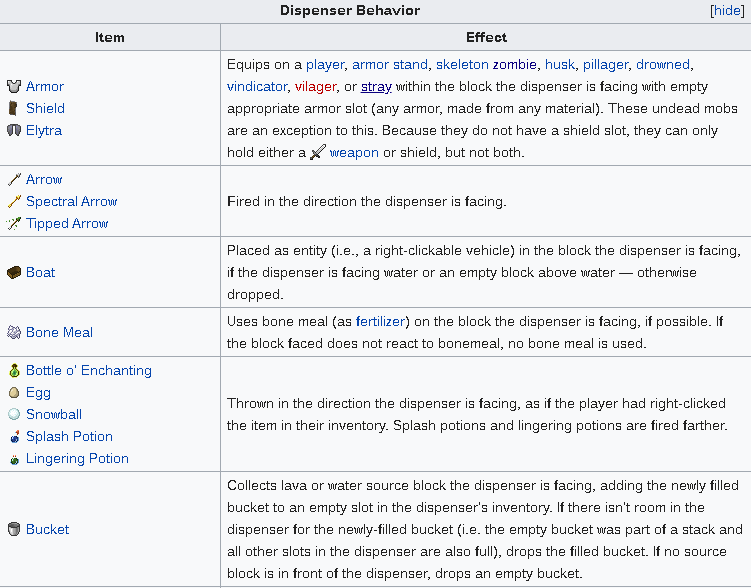 Dispenser Behavior [hide]
Item Effect
Armor
Shield
Elytra
Equips on a player, armor stand, skeleton zombie, husk, pillager, drowned,
vindicator, vilager, or stray within the block the dispenser is facing with empty
appropriate armor slot (any armor, made from any material). These undead mobs
are an exception to this. Because they do not have a shield slot, they can only
hold either a weapon or shield, but not both.
Arrow
Spectral Arrow
Tipped Arrow
Fired in the direction the dispenser is facing.
Boat
Placed as entity (i.e., a right-clickable vehicle) in the block the dispenser is facing,
if the dispenser is facing water or an empty block above water — otherwise
dropped.
Bone Meal
Uses bone meal (as fertilizer) on the block the dispenser is facing, if possible. If
the block faced does not react to bonemeal, no bone meal is used.
Bottle o' Enchanting
Egg
Snowball
Splash Potion
Lingering Potion
Thrown in the direction the dispenser is facing, as if the player had right-clicked
the item in their inventory. Splash potions and lingering potions are fired farther.
Bucket
Collects lava or water source block the dispenser is facing, adding the newly filled
bucket to an empty slot in the dispenser's inventory. If there isn't room in the
dispenser for the newly-filled bucket (i.e. the empty bucket was part of a stack and
all other slots in the dispenser are also full), drops the filled bucket. If no source
block is in front of the dispenser, drops an empty bucket.